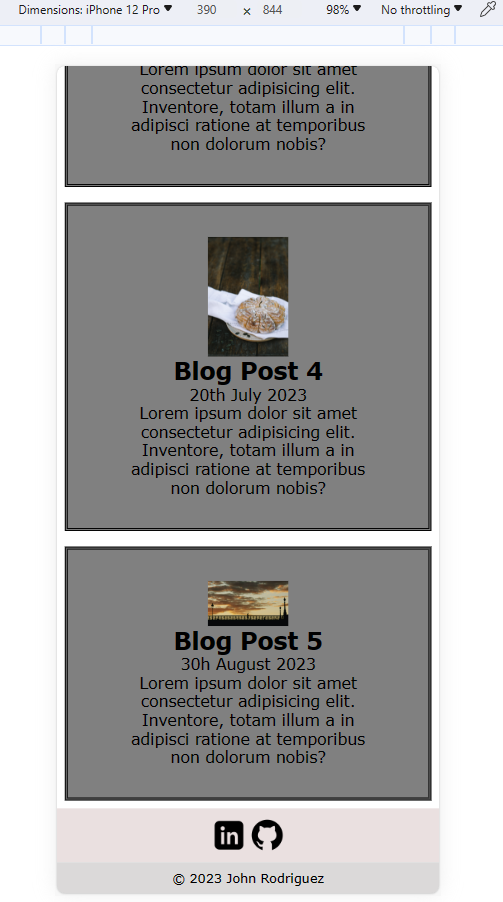 Dimensions: iPhone 12 Pro 390 × 844 98% No throttling
Lorem ipsum dolor sit amet
consectetur adipisicing elit.
Inventore, totam illum a in
adipisci ratione at temporibus
non dolorum nobis?
Blog Post 4
20th July 2023
Lorem ipsum dolor sit amet
consectetur adipisicing elit.
Inventore, totam illum a in
adipisci ratione at temporibus
non dolorum nobis?
Blog Post 5
30h August 2023
Lorem ipsum dolor sit amet
consectetur adipisicing elit.
Inventore, totam illum a in
adipisci ratione at temporibus
non dolorum nobis?
in
© 2023 John Rodriguez